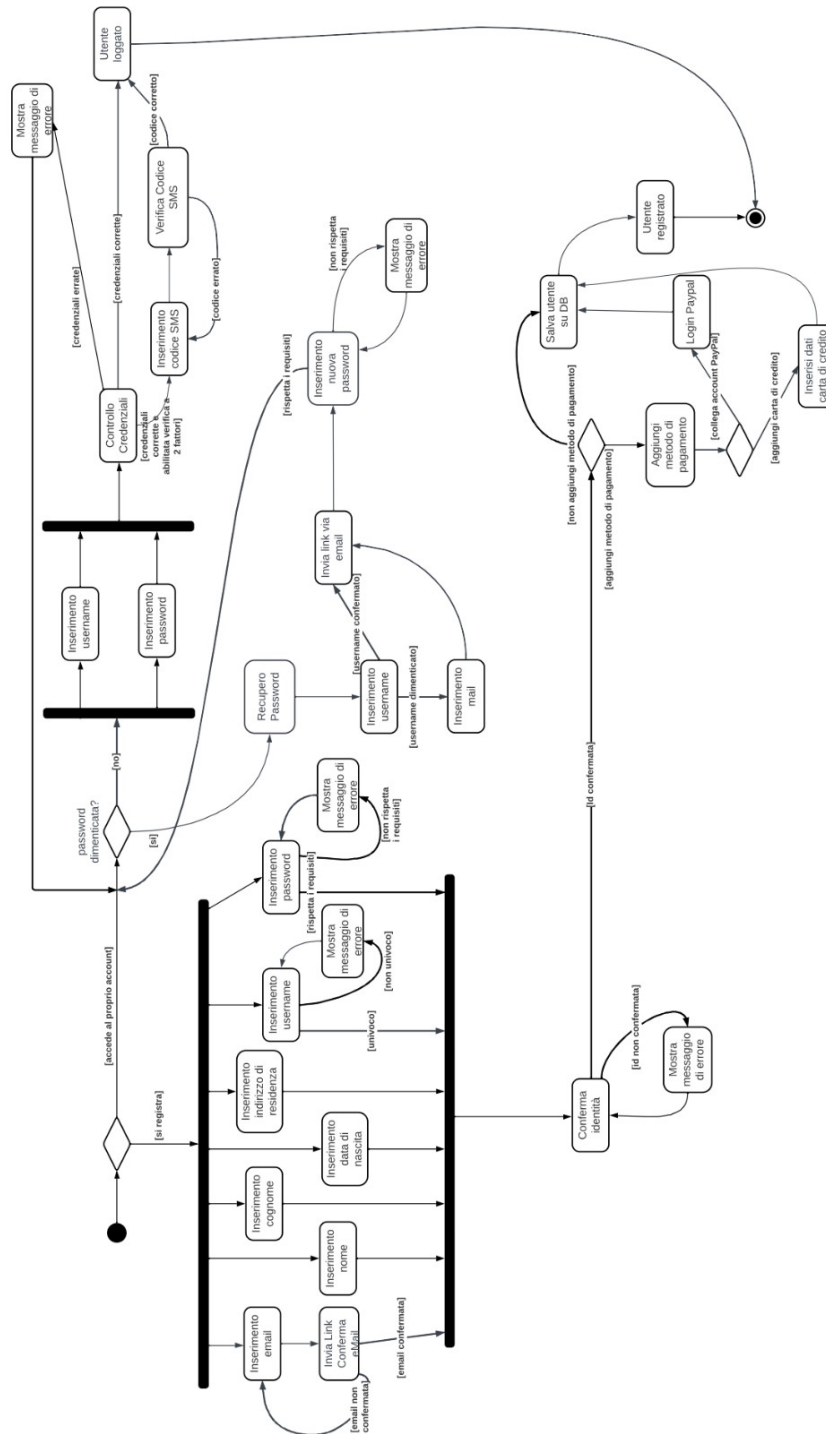 [accede al proprio account]
[si registra]
password
dimenticata?
[no]
[si]
Inserimento
username
Inserimento
password
Controllo
Credenziali
[credenziali errate]
Mostra
messaggio di
errore
[credenziali corrette]
Utente
loggato
[credenziali
corrette e
abilitata verifica a
2 fattori]
Inserimento
codice SMS
Verifica Codice
SMS
[codice corretto]
[codice errato]
Recupero
Password
Inserimento
username
[username confermato]
[username dimenticato]
Inserimento
mail
Invia link via
email
Inserimento
nuova
password
[rispetta i requisiti]
[non rispetta
i requisiti]
Mostra
messaggio di
errore
Inserimento
email
Invia Link
Conferma
eMail
[email non
confermata]
[email confermata]
Inserimento
nome
Inserimento
cognome
Inserimento
data di
nascita
Inserimento
indirizzo di
residenza
Inserimento
username
[univoco]
[non univoco]
Mostra
messaggio di
errore
Inserimento
password
[rispetta i requisiti]
[non rispetta
i requisiti]
Mostra
messaggio di
errore
Conferma
identità
[id non confermata]
Mostra
messaggio
di errore
[Id confermata]
[non aggiungi metodo di pagamento]
[aggiungi metodo di pagamento]
Aggiungi
metodo di
pagamento
[collega account PayPal]
[aggiungi carta di credito]
Login Paypal
Inserisi dati
carta di credito
Salva utente
su DB
Utente
registrato